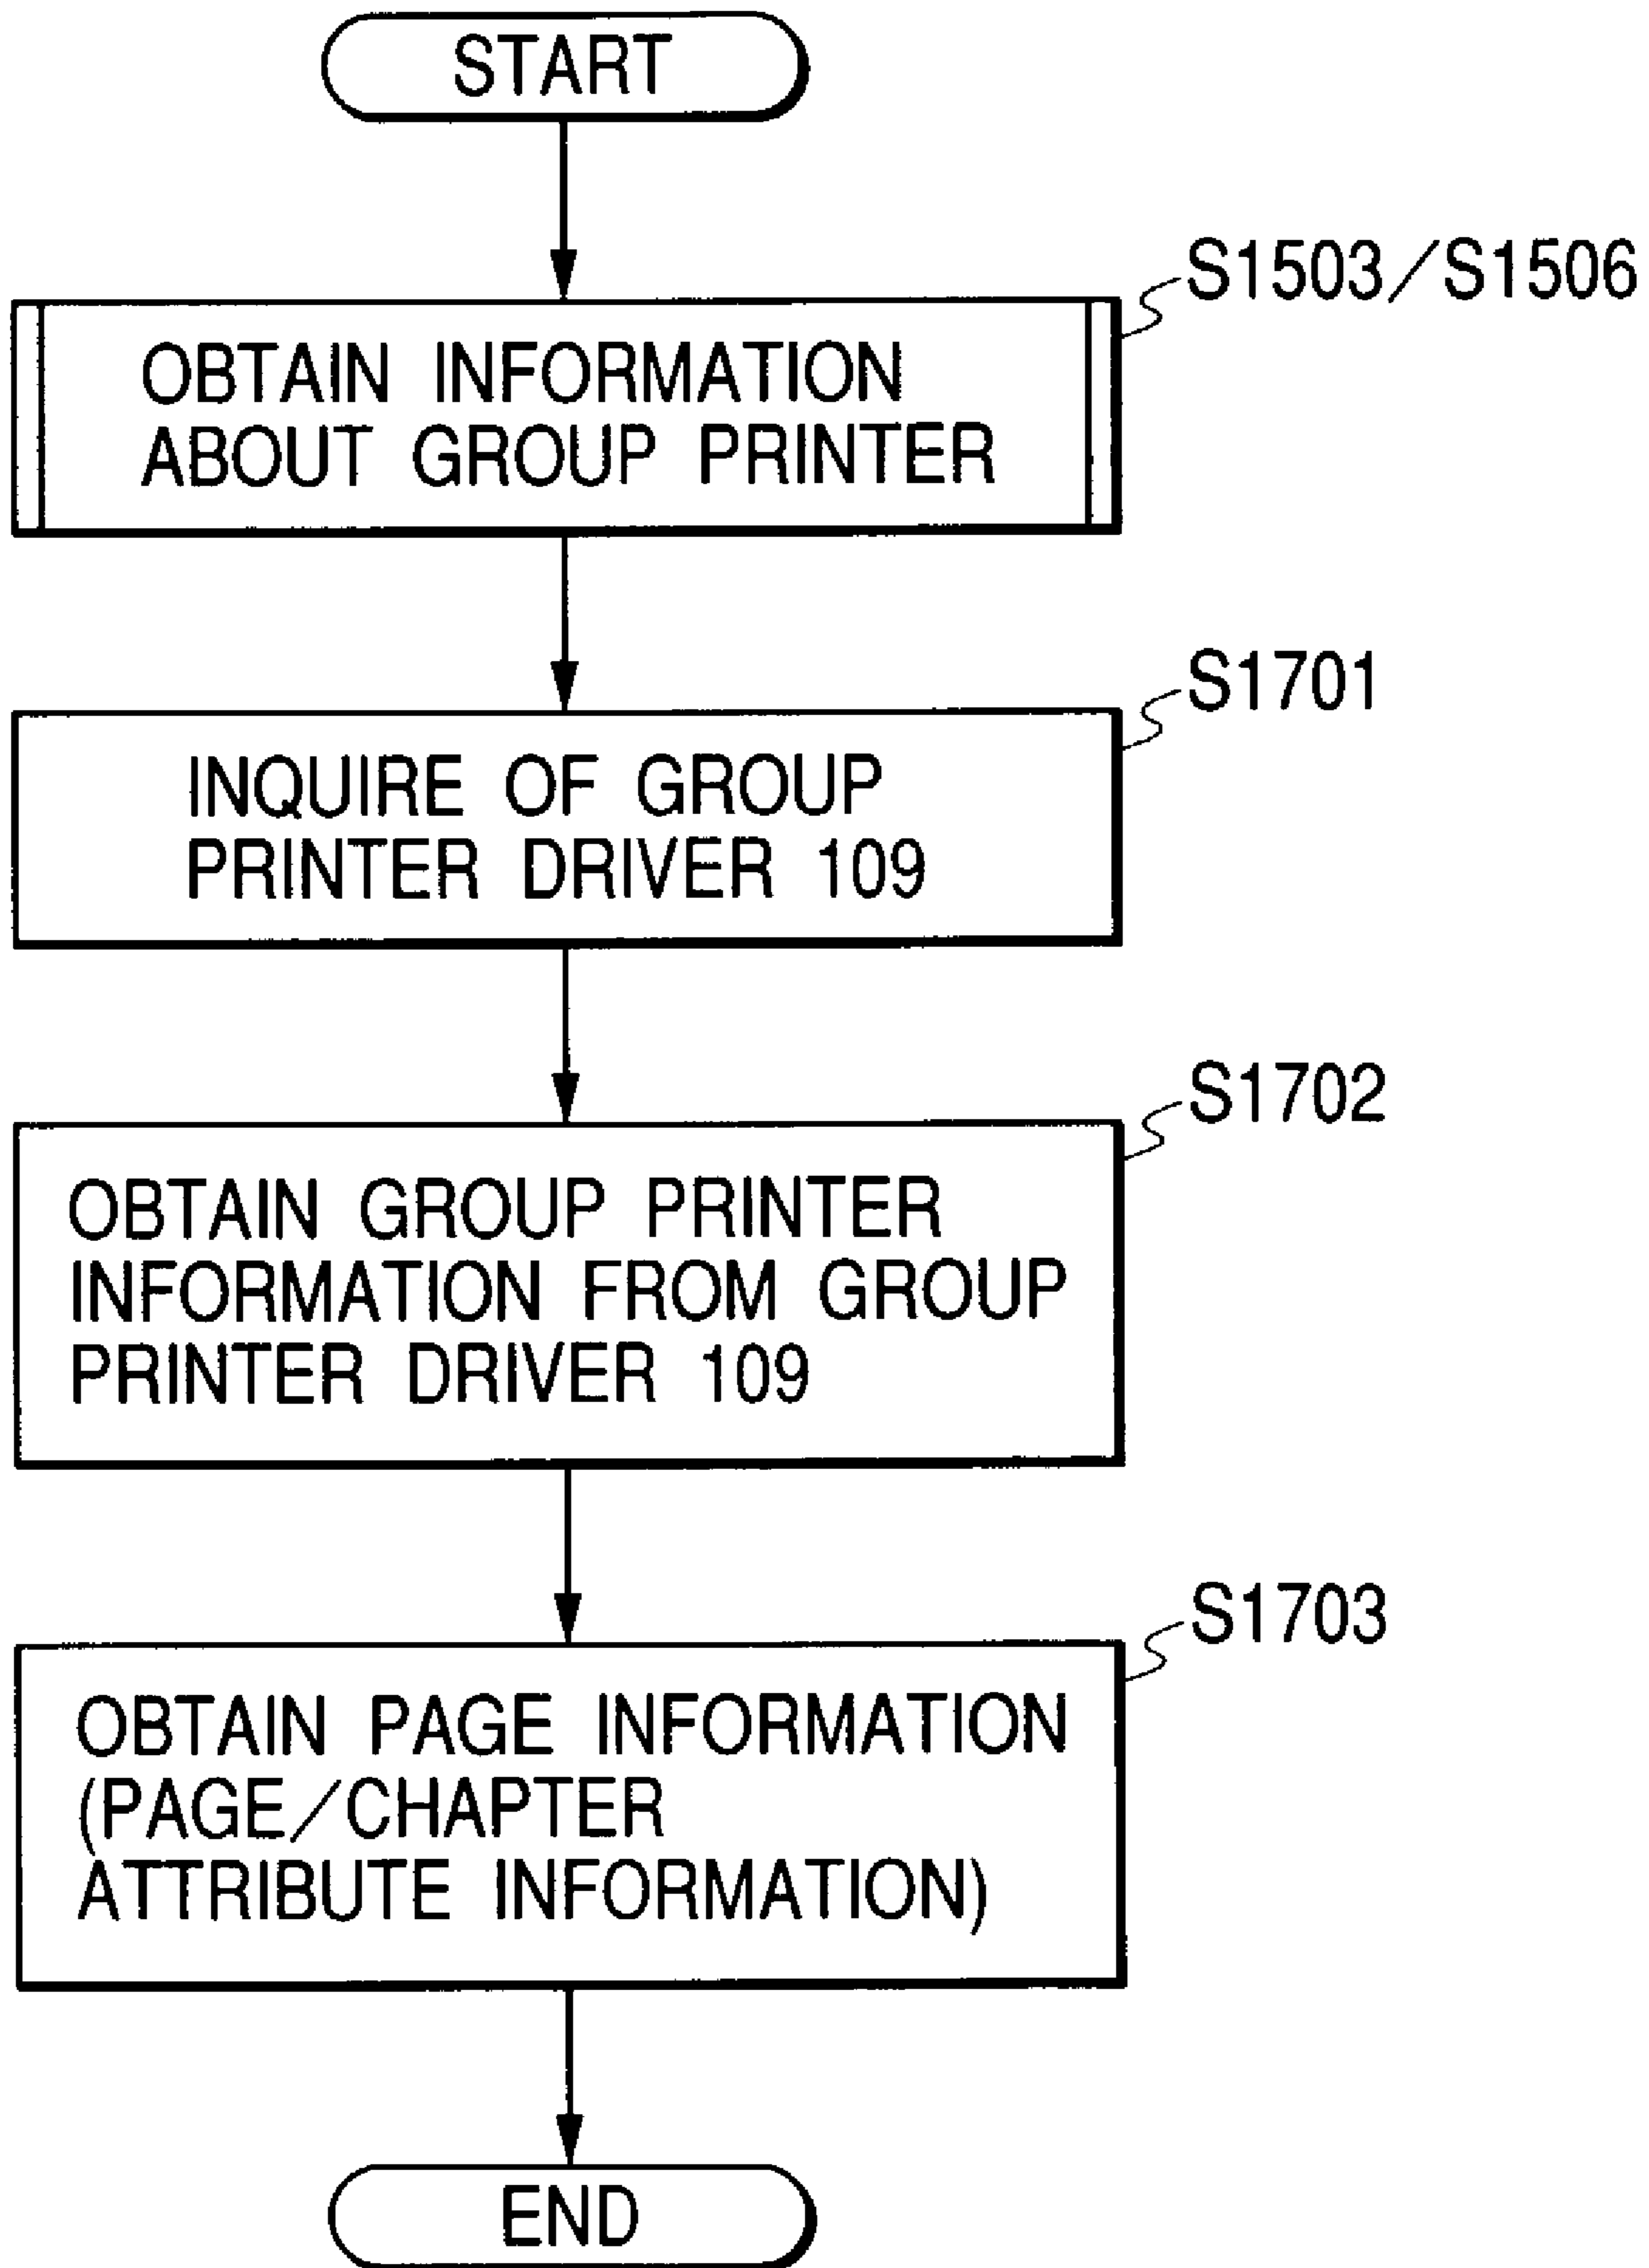 START
S1503/S1506
OBTAIN INFORMATION
ABOUT GROUP PRINTER
S1701
INQUIRE OF GROUP
PRINTER DRIVER 109
S1702
OBTAIN GROUP PRINTER
INFORMATION FROM GROUP
PRINTER DRIVER 109
S1703
OBTAIN PAGE INFORMATION
(PAGE/CHAPTER
ATTRIBUTE INFORMATION)
END